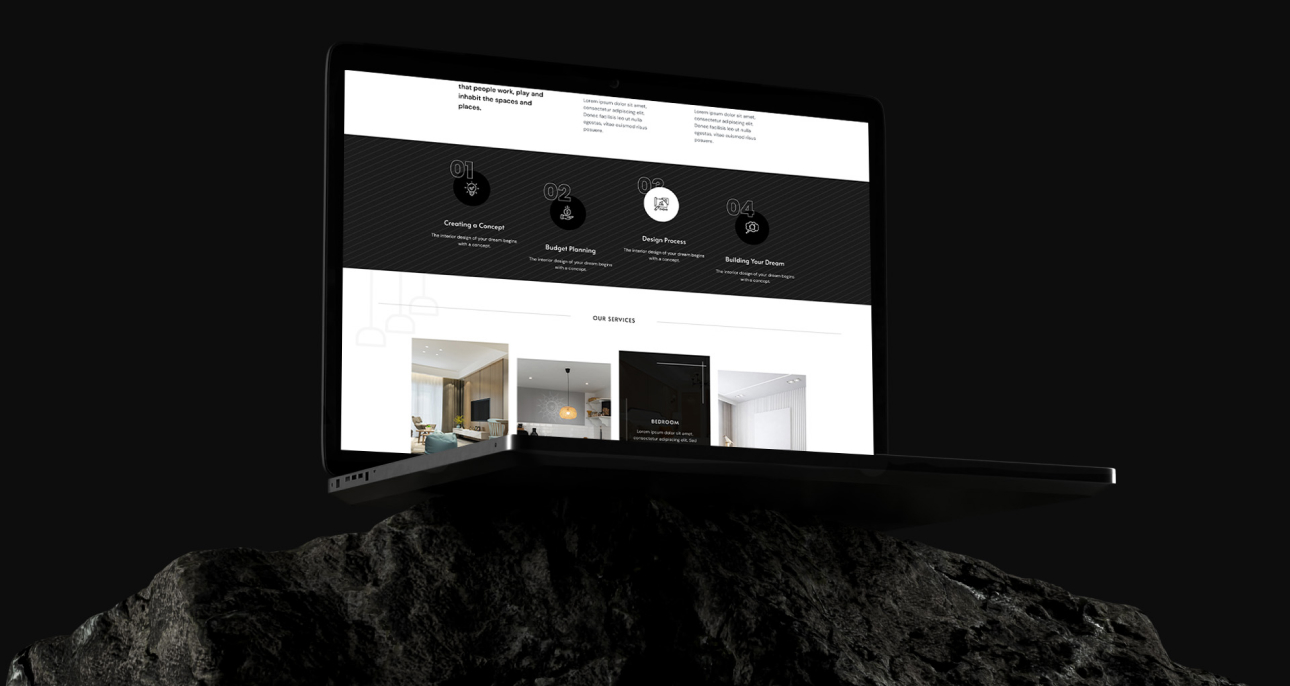 that people work, play and
inhabit the spaces and
places.
Lorem ipsum dolor sit amet,
consectetur adipiscing elit.
Donec facilisis leo ut nulla
egestas, vitae euismod risus
posuere.
Lorem ipsum dolor sit amet,
consectetur adipiscing elit.
Donec facilisis leo ut nulla
egestas, vitae euismod risus
posuere.
01
Creating a Concept
The interior design of your dream begins
with a concept.
02
Budget Planning
The interior design of your dream begins
with a concept.
03
Design Process
The interior design of your dream begins
with a concept.
04
Building Your Dream
The interior design of your dream begins
with a concept.
OUR SERVICES
BEDROOM
Lorem ipsum dolor sit amet,
consectetur adipiscing elit. Sed